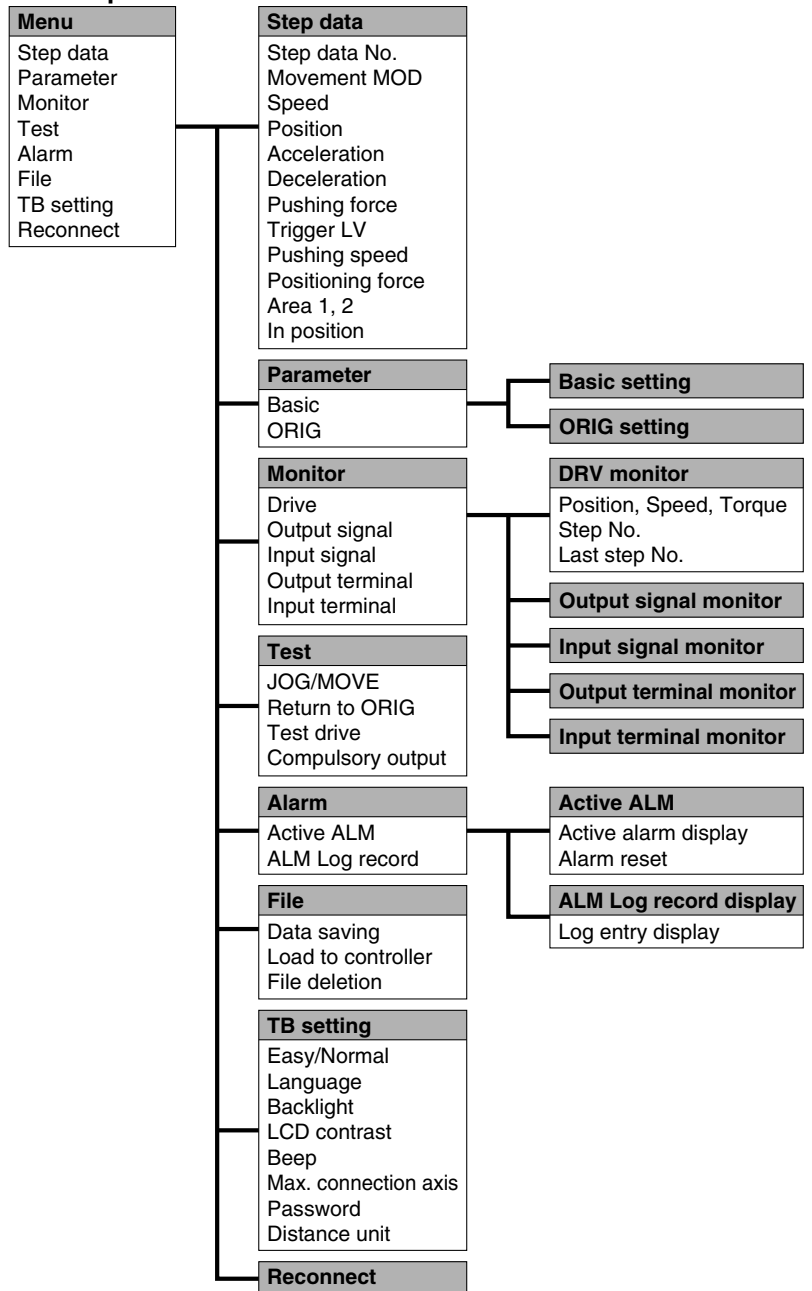 Menu
Step data
Parameter
Monitor
Test
Alarm
File
TB setting
Reconnect
Step data
Step data No.
Movement MOD
Speed
Position
Acceleration
Deceleration
Pushing force
Trigger LV
Pushing speed
Positioning force
Area 1, 2
In position
Parameter
Basic
ORIG
Basic setting
ORIG setting
Monitor
Drive
Output signal
Input signal
Output terminal
Input terminal
DRV monitor
Position, Speed, Torque
Step No.
Last step No.
Output signal monitor
Input signal monitor
Output terminal monitor
Input terminal monitor
Test
JOG/MOVE
Return to ORIG
Test drive
Compulsory output
Alarm
Active ALM
ALM Log record
Active ALM
Active alarm display
Alarm reset
ALM Log record display
Log entry display
File
Data saving
Load to controller
File deletion
TB setting
Easy/Normal
Language
Backlight
LCD contrast
Beep
Max. connection axis
Password
Distance unit
Reconnect